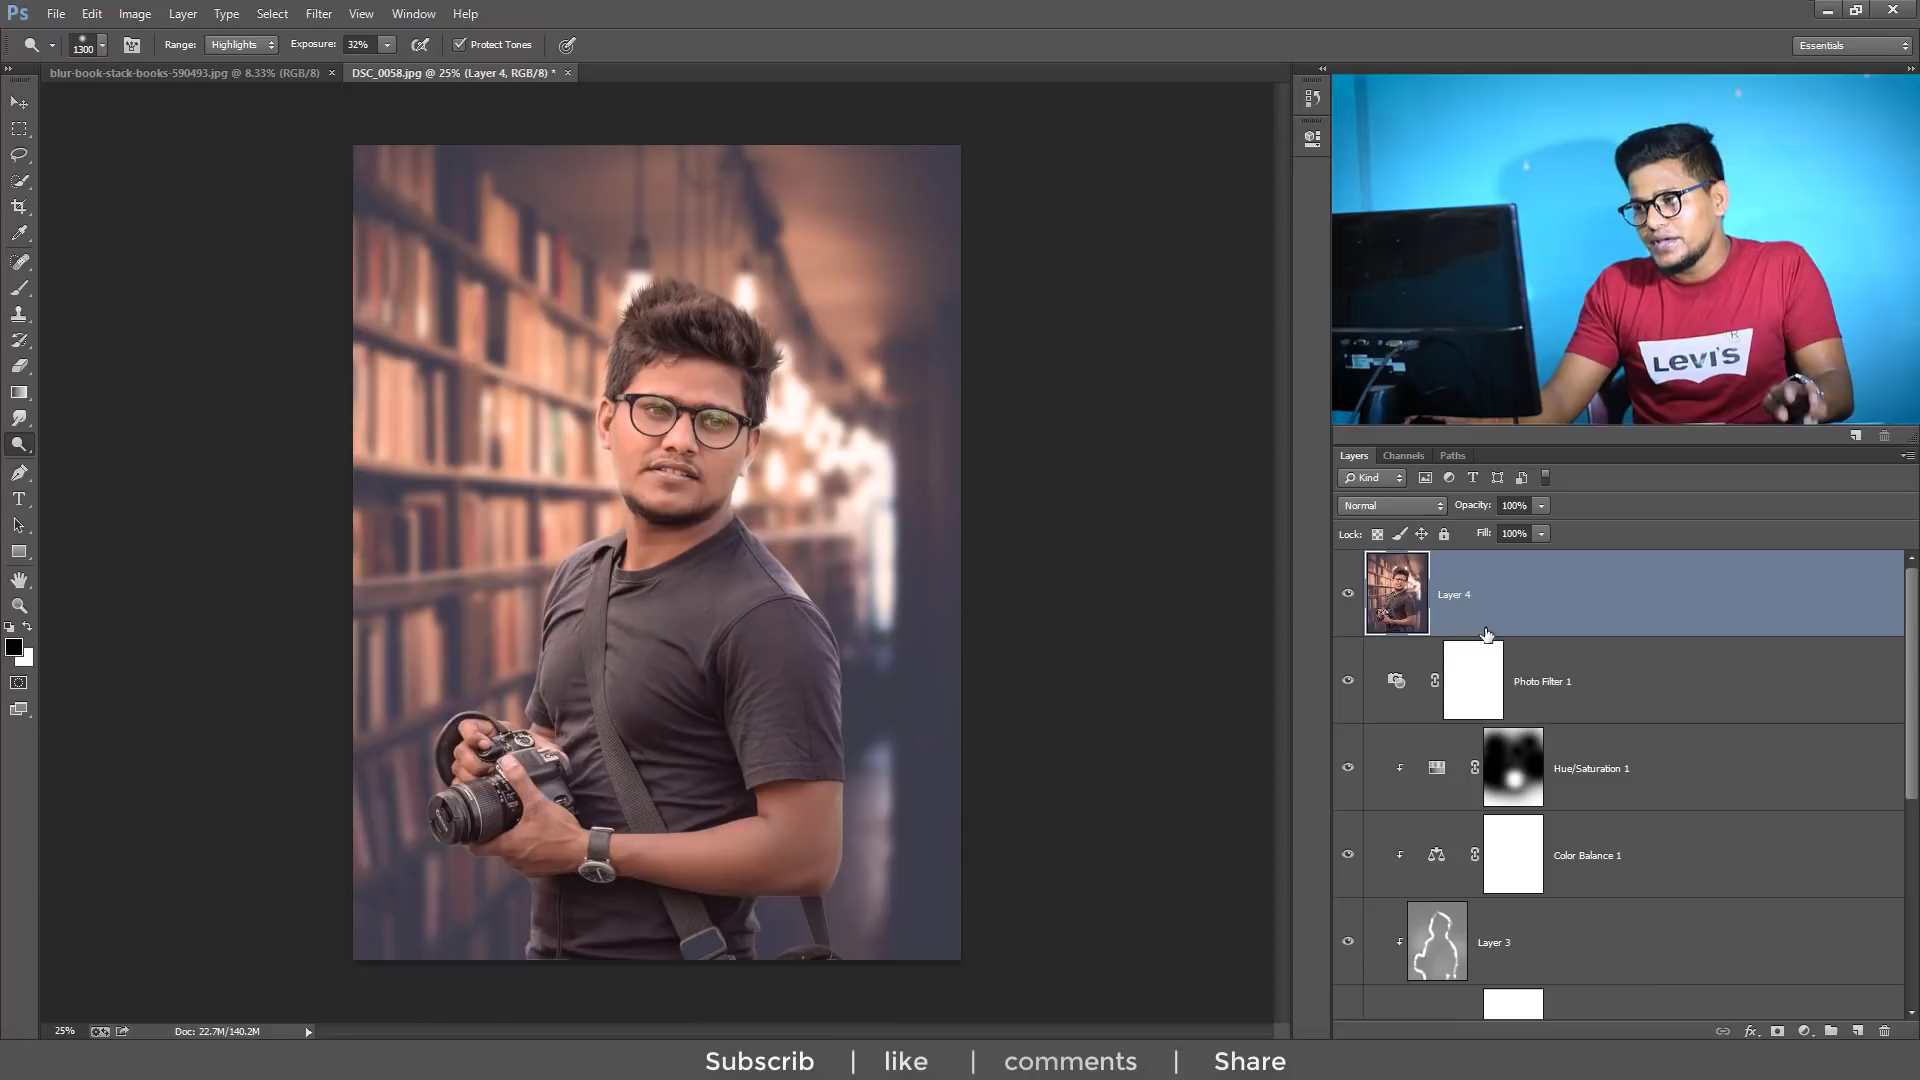 Ps File Edit Image Layer Type Select Filter 3D View Window Help
1300 Range: Highlights Exposure: 32% Protect Tones Essentials
blur-book-stack-books-590493.jpg @ 8.33% (RGB/8) × DSC_0058.jpg @ 25% (Layer 4, RGB/8) * ×
R
Levi's
Layers Channels Paths
Kind
Normal Opacity: 100%
Lock: Fill: 100%
Layer 4
Photo Filter 1
Hue/Saturation 1
Color Balance 1
Layer 3
25% Doc: 22.7M/140.2M
Subscrib | like | comments | Share